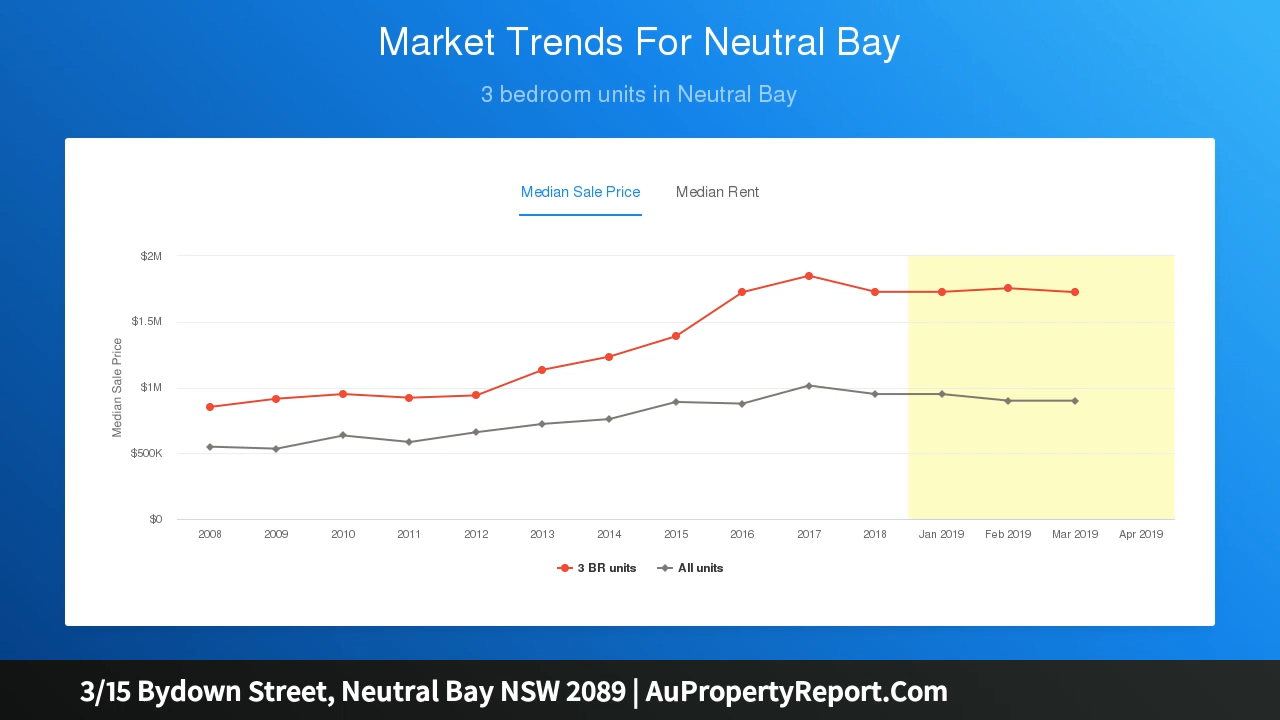 Market Trends For Neutral Bay
3 bedroom units in Neutral Bay
Median Sale Price Median Rent
$2M
$1.5M
$1M
$500K
$0
Median Sale Price
2008 2009 2010 2011 2012 2013 2014 2015 2016 2017 2018 Jan 2019 Feb 2019 Mar 2019 Apr 2019
3 BR units All units
3/15 Bydown Street, Neutral Bay NSW 2089 | AuPropertyReport.Com